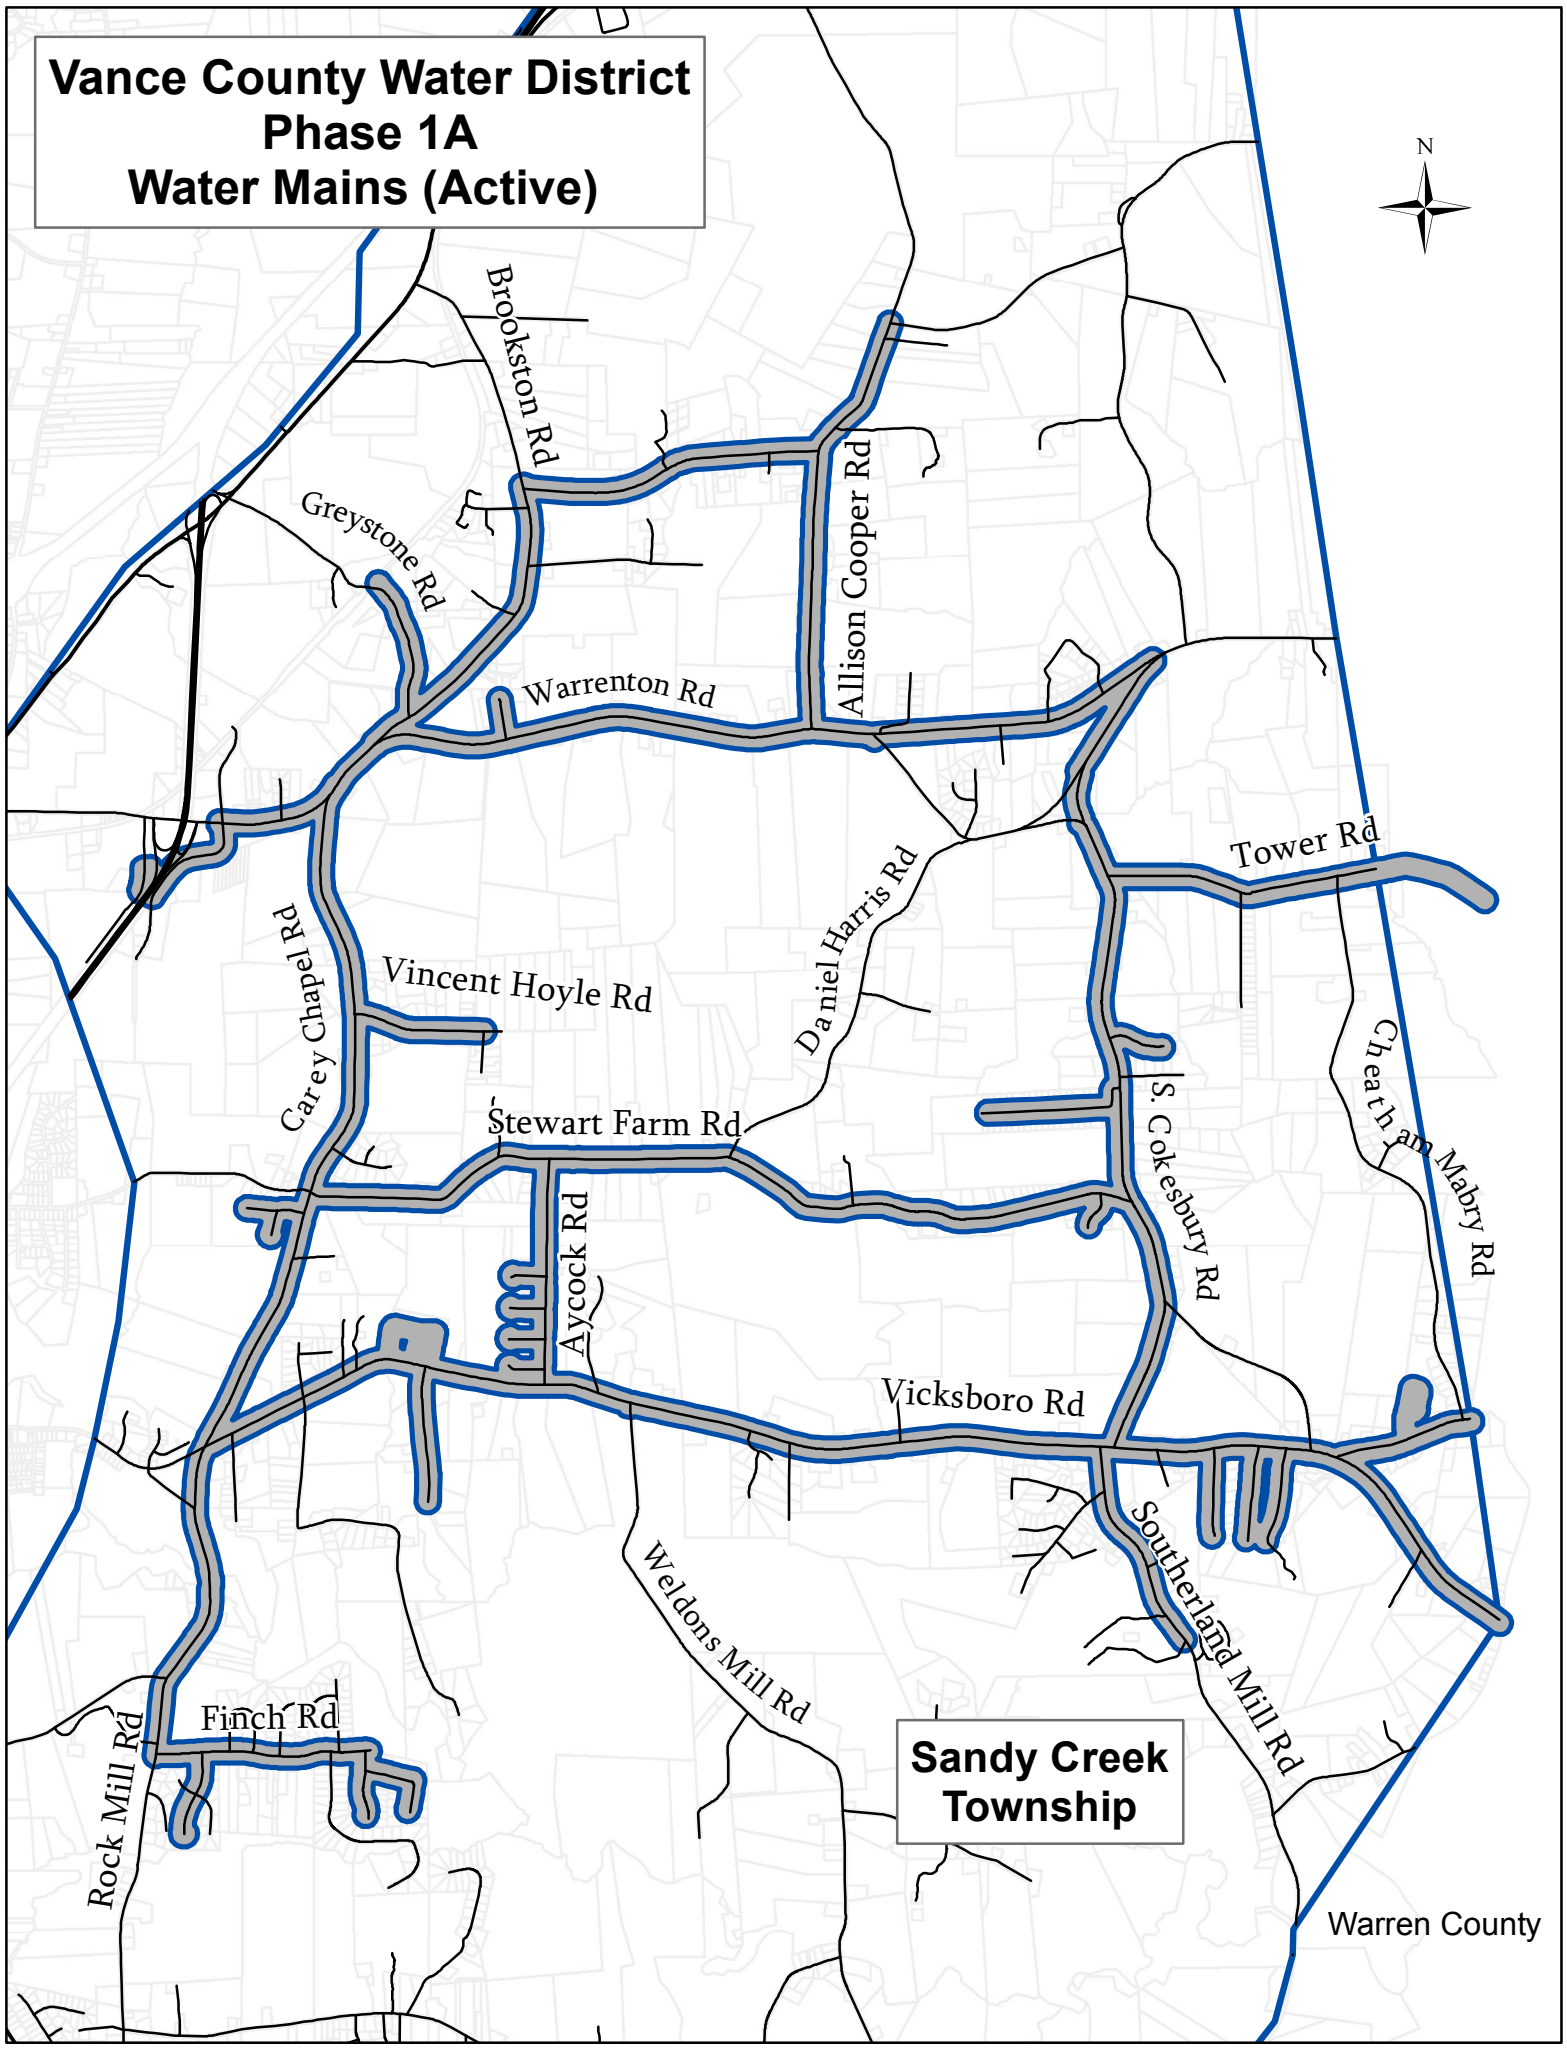 Vance County Water District
Phase 1A
Water Mains (Active)
N
Brookston Rd
Greystone Rd
Allison Cooper Rd
Warrenton Rd
Tower Rd
Daniel Harris Rd
Carey Chapel Rd
Vincent Hoyle Rd
Cheatham Mabry Rd
Stewart Farm Rd
S. Cokesbury Rd
Aycock Rd
Vicksboro Rd
Southerland Mill Rd
Weldons Mill Rd
Finch Rd
Rock Mill Rd
Sandy Creek
Township
Warren County